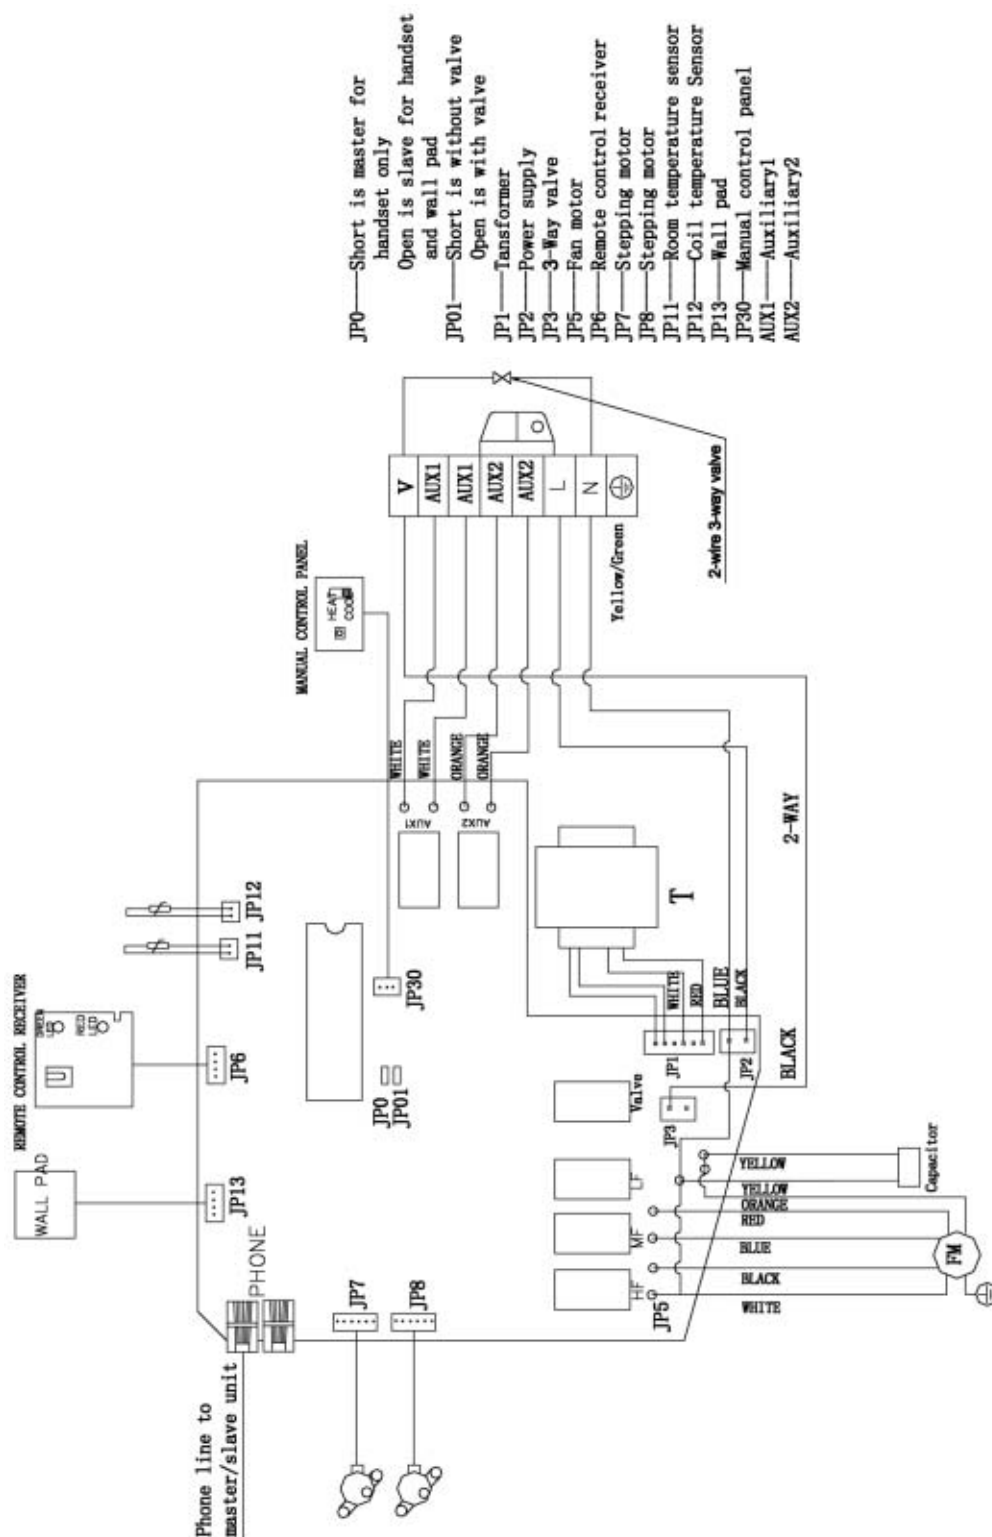 Phone line to
master/slave unit
WALL PAD
REMOTE CONTROL RECEIVER
GREEN
LED
RED
LED
PHONE
JP13
JP6
JP11
JP12
MANUAL CONTROL PANEL
HEAT
COOL
JP7
JP8
JP0
JP01
JP30
AUX1
AUX2
WHITE
WHITE
ORANGE
ORANGE
V
AUX1
AUX1
AUX2
AUX2
L
N
Yellow/Green
2-wire 3-way valve
HF
MF
LF
Valve
JP5
JP3
JP1
JP2
T
WHITE
RED
BLUE
BLACK
BLACK
2-WAY
YELLOW
YELLOW
ORANGE
RED
BLUE
BLACK
WHITE
FM
Capacitor
JP0——Short is master for
handset only
Open is slave for handset
and wall pad
JP01——Short is without valve
Open is with valve
JP1——Tansformer
JP2——Power supply
JP3——3-Way valve
JP5——Fan motor
JP6——Remote control receiver
JP7——Stepping motor
JP8——Stepping motor
JP11——Room temperature sensor
JP12——Coil temperature Sensor
JP13——Wall pad
JP30——Manual control panel
AUX1——Auxiliary1
AUX2——Auxiliary2